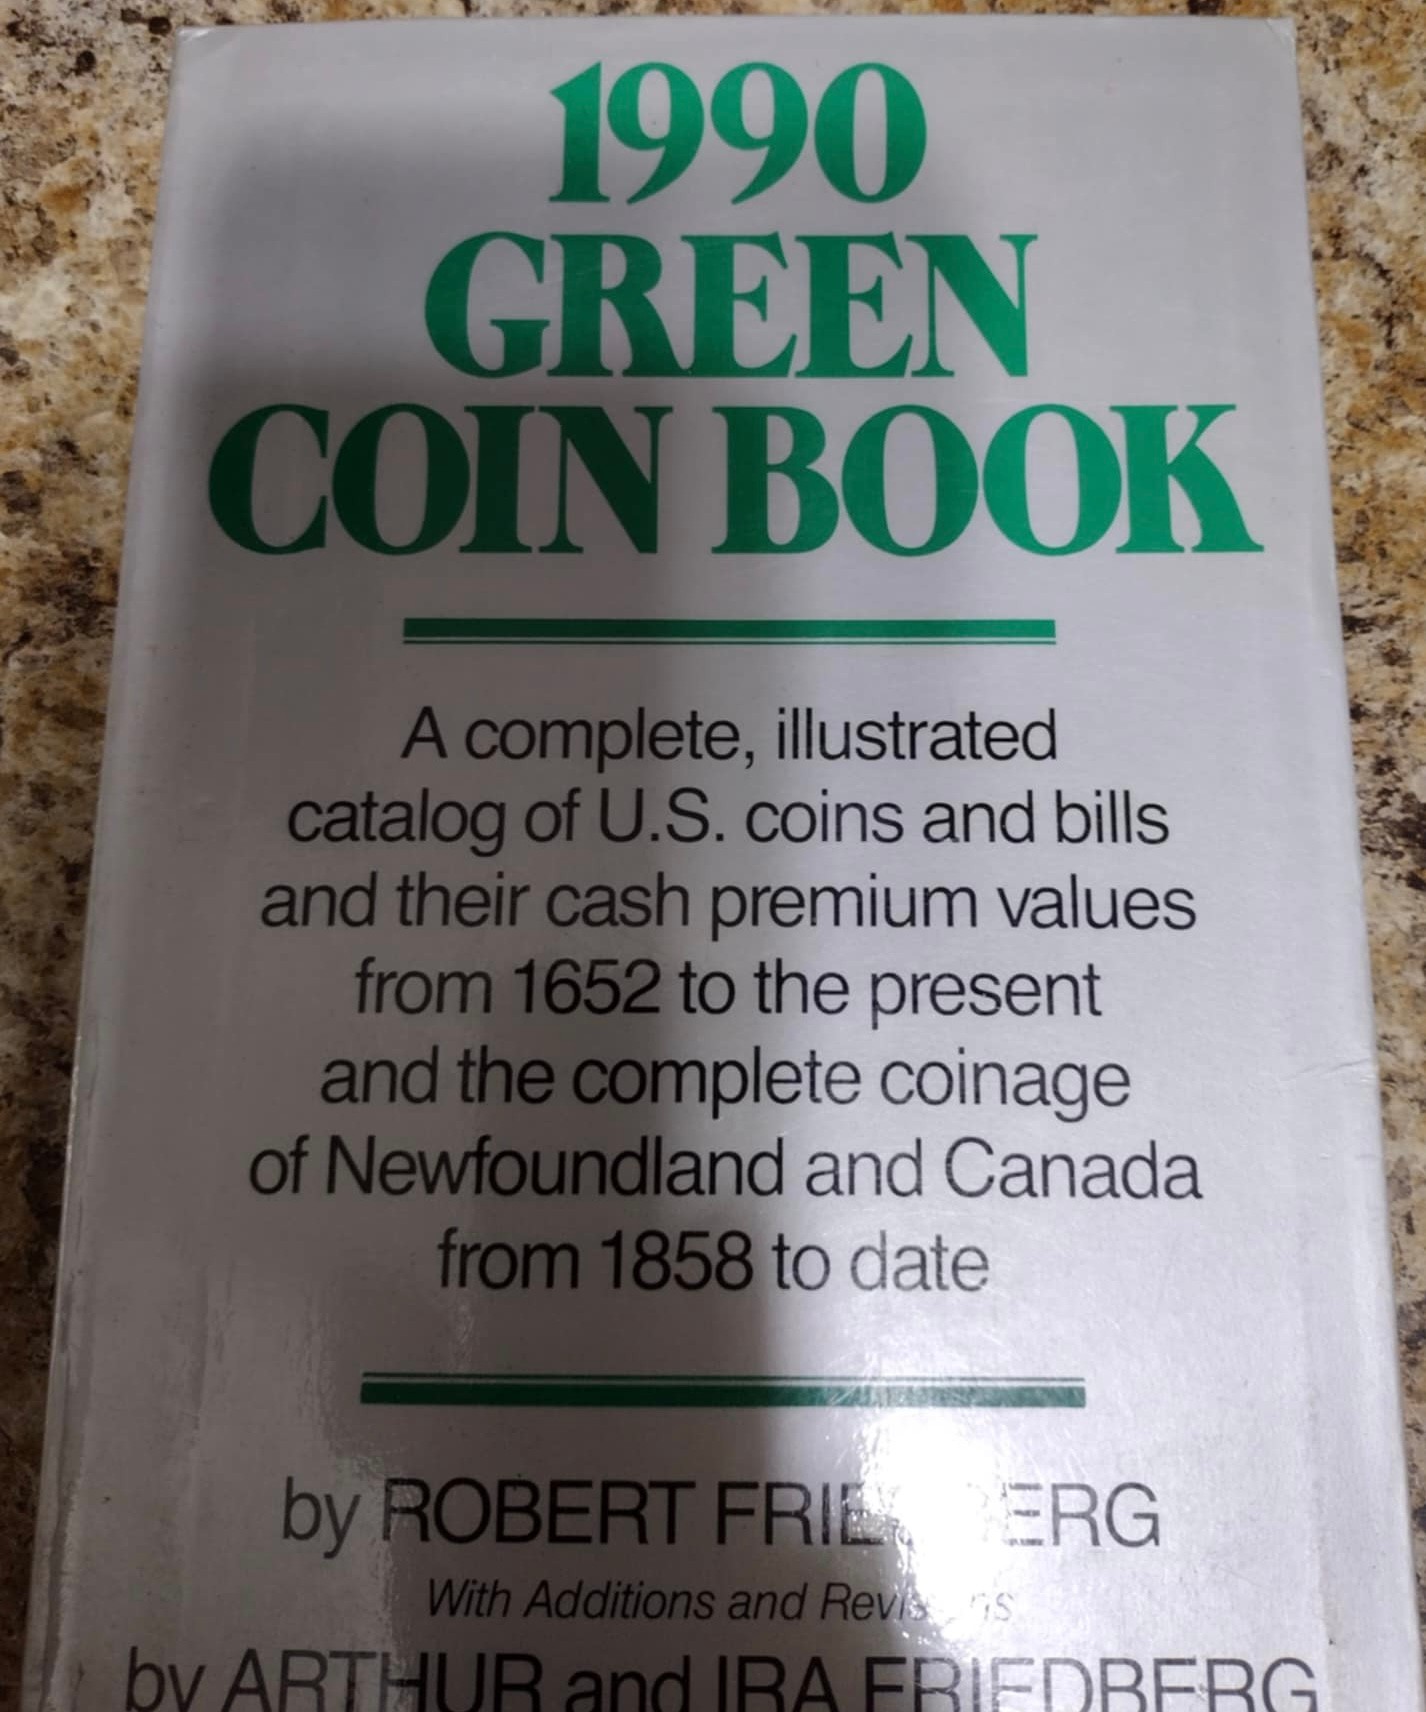 1990
GREEN
COIN BOOK
A complete, illustrated
catalog of U.S. coins and bills
and their cash premium values
from 1652 to the present
and the complete coinage
of Newfoundland and Canada
from 1858 to date
by ROBERT FRIEDBERG
With Additions and Revisions
by ARTHUR and IRA FRIEDBERG